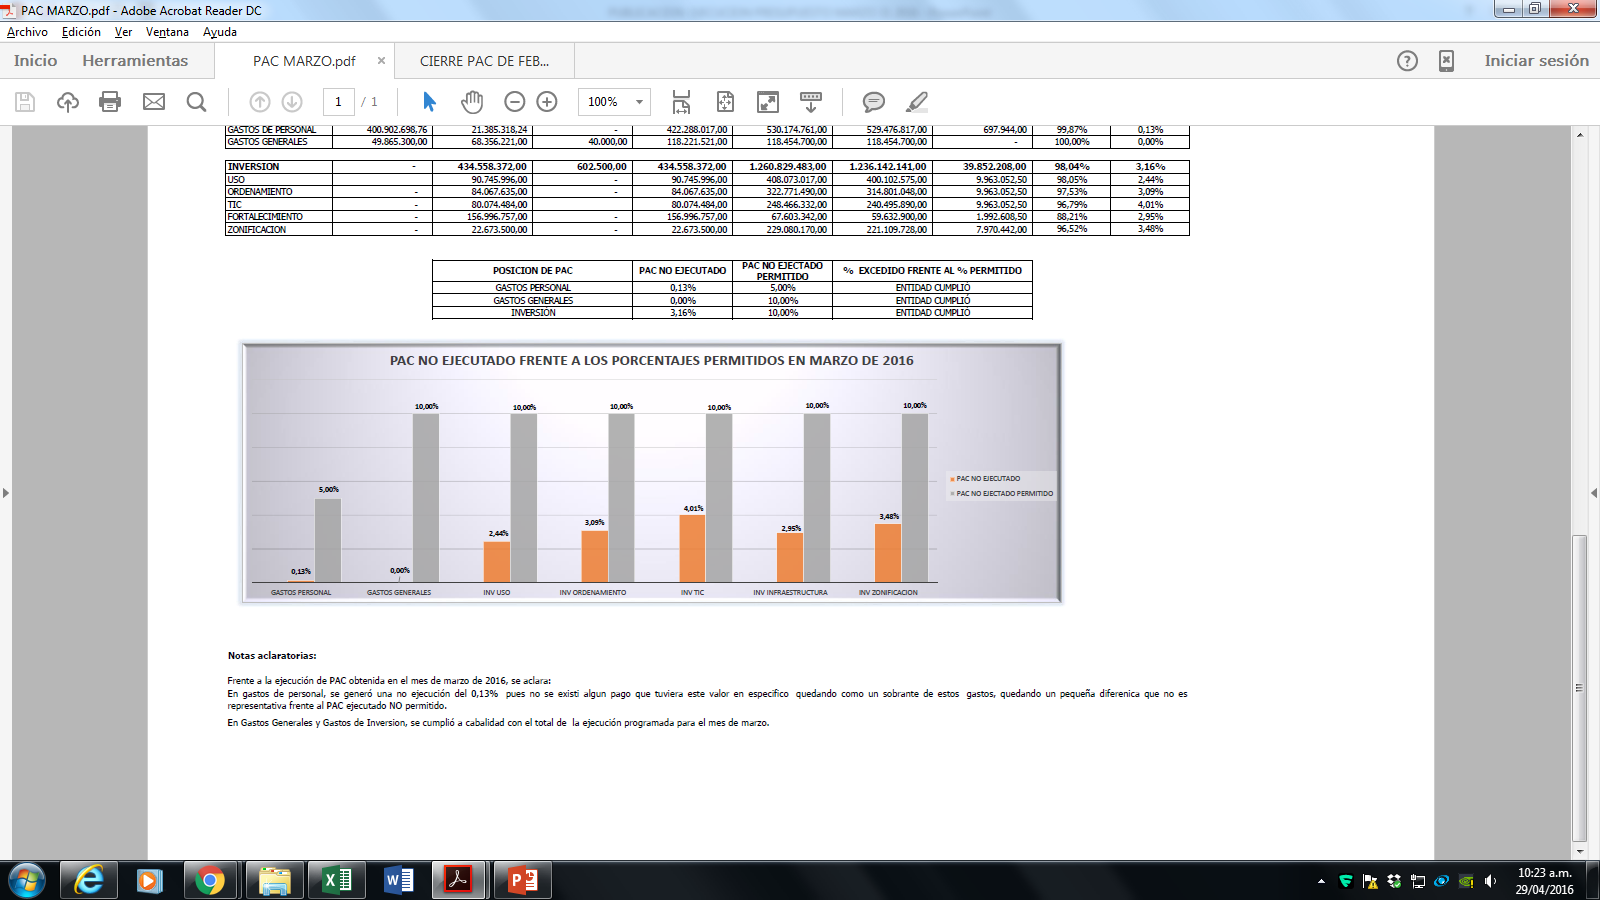 PAC MARZO.pdf - Adobe Acrobat Reader DC
Archivo Edición Ver Ventana Ayuda
Inicio Herramientas PAC MARZO.pdf × CIERRE PAC DE FEB... Iniciar sesión
1 / 1 100%
GASTOS DE PERSONAL 400.902.698,76 21.385.318,24 - 422.288.017,00 530.174.761,00 529.476.817,00 697.944,00 99,87% 0,13%
GASTOS GENERALES 49.865.300,00 68.356.221,00 40.000,00 118.221.521,00 118.454.700,00 118.454.700,00 - 100,00% 0,00%
INVERSION - 434.558.372,00 602.500,00 434.558.372,00 1.260.829.483,00 1.236.142.141,00 39.852.208,00 98,04% 3,16%
USO 90.745.996,00 - 90.745.996,00 408.073.017,00 400.102.575,00 9.963.052,50 98,05% 2,44%
ORDENAMIENTO - 84.067.635,00 - 84.067.635,00 322.771.490,00 314.801.048,00 9.963.052,50 97,53% 3,09%
TIC - 80.074.484,00 80.074.484,00 248.466.332,00 240.495.890,00 9.963.052,50 96,79% 4,01%
FORTALECIMIENTO - 156.996.757,00 - 156.996.757,00 67.603.342,00 59.632.900,00 1.992.608,50 88,21% 2,95%
ZONIFICACION - 22.673.500,00 - 22.673.500,00 229.080.170,00 221.109.728,00 7.970.442,00 96,52% 3,48%
POSICION DE PAC PAC NO EJECUTADO PAC NO EJECTADO PERMITIDO % EXCEDIDO FRENTE AL % PERMITIDO
GASTOS PERSONAL 0,13% 5,00% ENTIDAD CUMPLIÓ
GASTOS GENERALES 0,00% 10,00% ENTIDAD CUMPLIÓ
INVERSIÓN 3,16% 10,00% ENTIDAD CUMPLIÓ
PAC NO EJECUTADO FRENTE A LOS PORCENTAJES PERMITIDOS EN MARZO DE 2016
10,00% 10,00% 10,00% 10,00% 10,00% 10,00%
5,00%
0,13% 0,00% 2,44% 3,09% 4,01% 2,95% 3,48%
PAC NO EJECUTADO
PAC NO EJECTADO PERMITIDO
GASTOS PERSONAL GASTOS GENERALES INV USO INV ORDENAMIENTO INV TIC INV INFRAESTRUCTURA INV ZONIFICACION
Notas aclaratorias:
Frente a la ejecución de PAC obtenida en el mes de marzo de 2016, se aclara:
En gastos de personal, se generó una no ejecución del 0,13% pues no se existi algun pago que tuviera este valor en especifico quedando como un sobrante de estos gastos, quedando un pequeña diferenica que no es
representativa frente al PAC ejecutado NO permitido.
En Gastos Generales y Gastos de Inversion, se cumplió a cabalidad con el total de la ejecución programada para el mes de marzo.
10:23 a.m.
29/04/2016